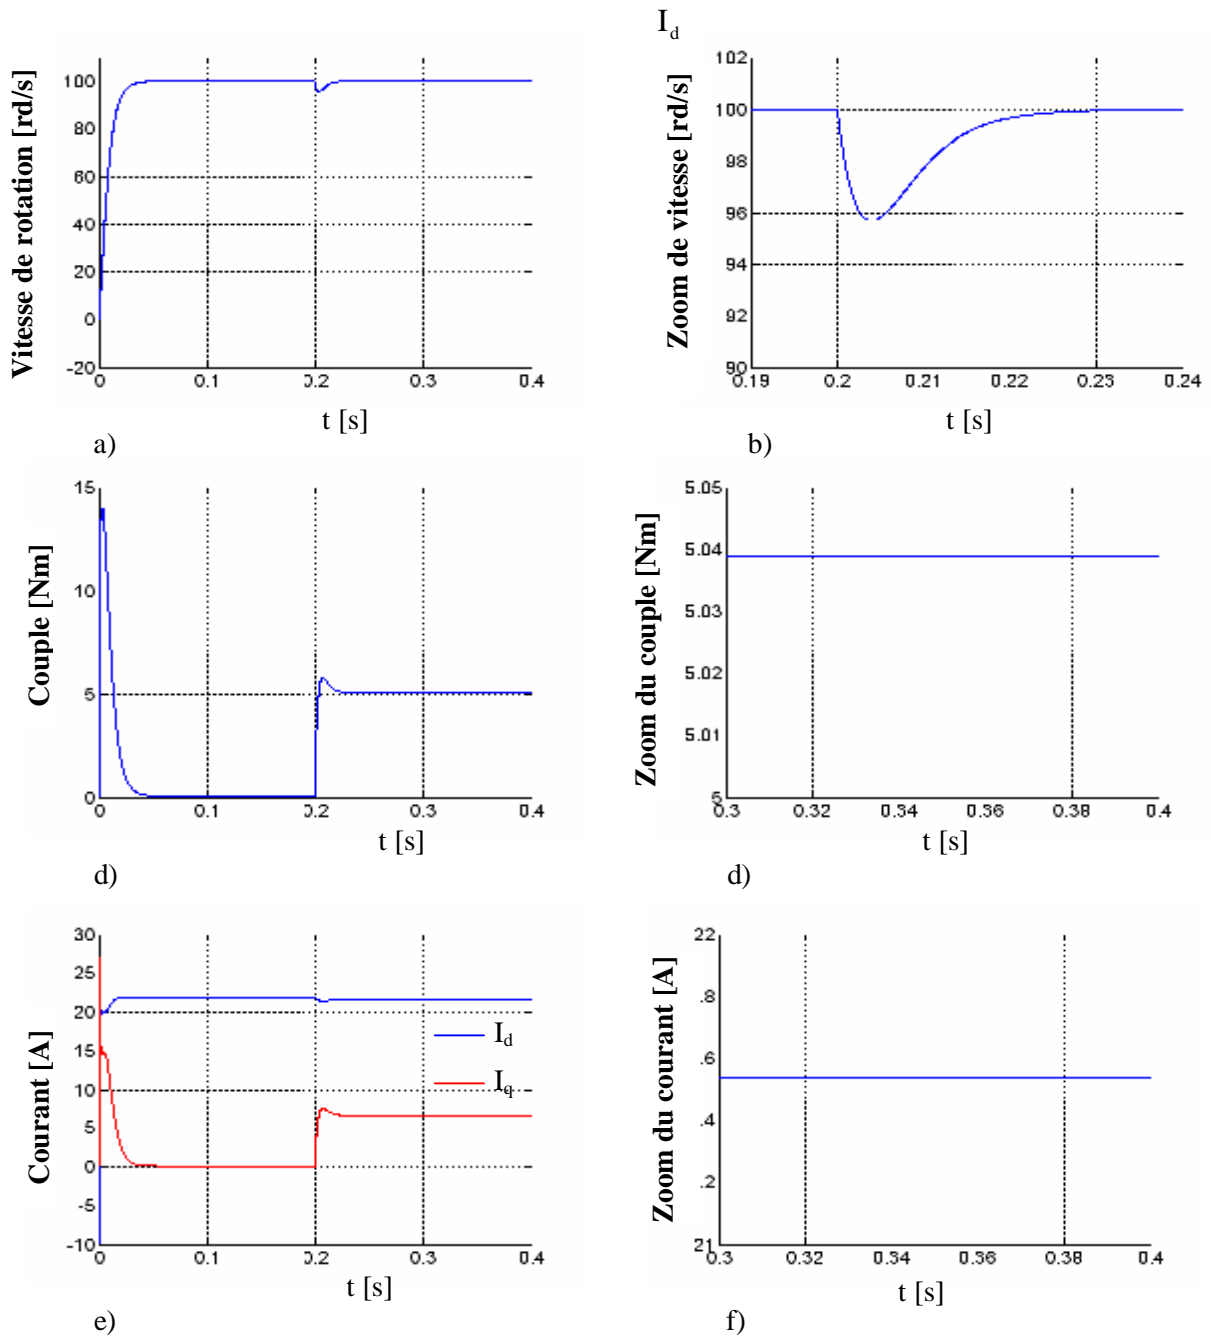 I_d
Vitesse de rotation [rd/s]
100
80
60
40
20
0
-20
0 0.1 0.2 0.3 0.4
t [s]
a)
Zoom de vitesse [rd/s]
102
100
98
96
94
92
90
0.19 0.2 0.21 0.22 0.23 0.24
t [s]
b)
Couple [Nm]
15
10
5
0
0 0.1 0.2 0.3 0.4
t [s]
d)
Zoom du couple [Nm]
5.05
5.04
5.03
5.02
5.01
5
0.3 0.32 0.34 0.36 0.38 0.4
t [s]
d)
Courant [A]
30
25
20
15
10
5
0
-5
-10
I_d
I_q
0 0.1 0.2 0.3 0.4
t [s]
e)
Zoom du courant [A]
22
.8
.6
.4
.2
21
0.3 0.32 0.34 0.36 0.38 0.4
t [s]
f)